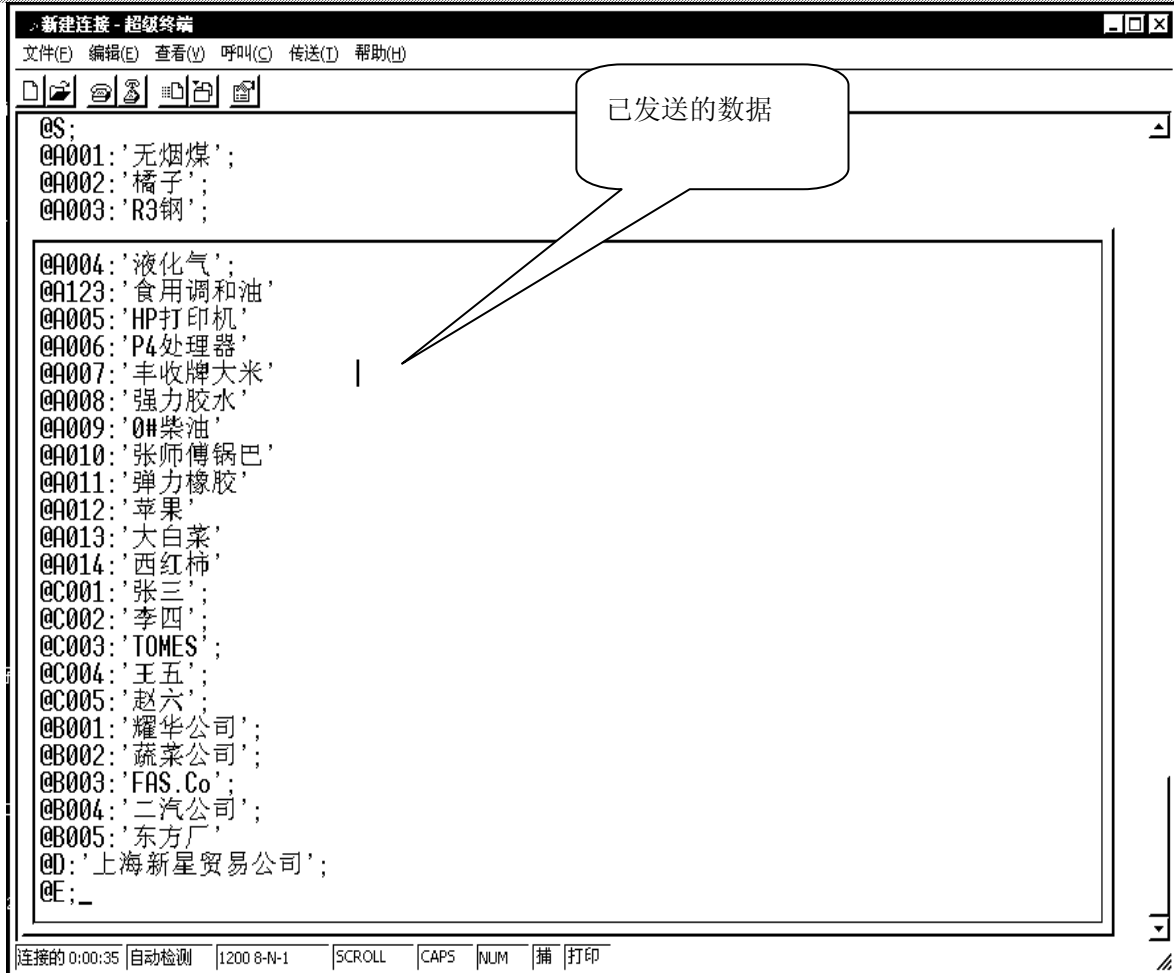 新建连接 - 超级终端
文件(F) 编辑(E) 查看(V) 呼叫(C) 传送(T) 帮助(H)
已发送的数据
@S;
@A001:'无烟煤';
@A002:'橘子';
@A003:'R3钢';
@A004:'液化气';
@A123:'食用调和油'
@A005:'HP打印机'
@A006:'P4处理器'
@A007:'丰收牌大米'
@A008:'强力胶水'
@A009:'0#柴油'
@A010:'张师傅锅巴'
@A011:'弹力橡胶'
@A012:'苹果'
@A013:'大白菜'
@A014:'西红柿'
@C001:'张三';
@C002:'李四';
@C003:'TOMES';
@C004:'王五';
@C005:'赵六';
@B001:'耀华公司';
@B002:'蔬菜公司';
@B003:'FAS.Co';
@B004:'二汽公司';
@B005:'东方厂'
@D:'上海新星贸易公司';
@E;_
连接的 0:00:35 自动检测 1200 8-N-1 SCROLL CAPS NUM 捕 打印